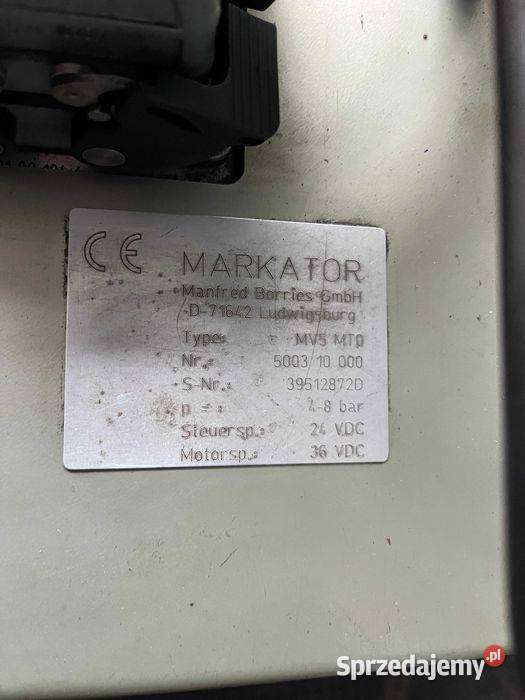 CE MARKATOR
Manfred Borries GmbH
D-71642 Ludwigsburg
Type: MV5 MT0
Nr.: 5003 10 000
S-Nr.: 39512872D
p = : 4-8 bar
Steuersp.: 24 VDC
Motorsp.: 36 VDC
Sprzedajemy.pl